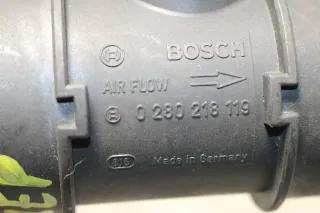 BOSCH
AIR FLOW
0 280 218 119
Made in Germany